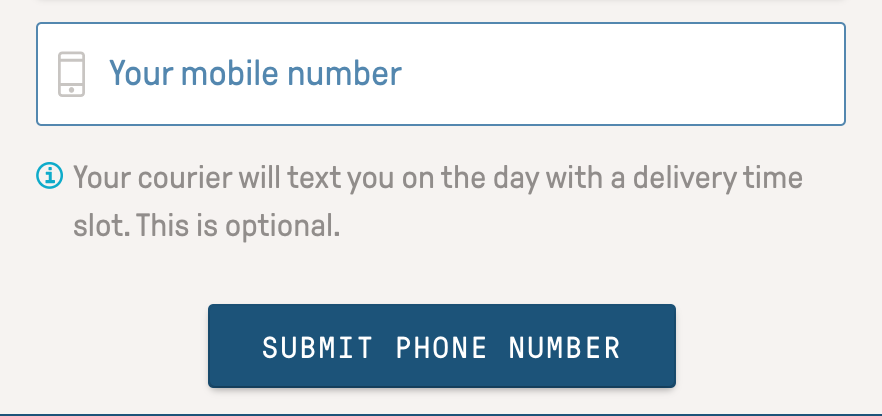 Your mobile number
Your courier will text you on the day with a delivery time
slot. This is optional.
SUBMIT PHONE NUMBER